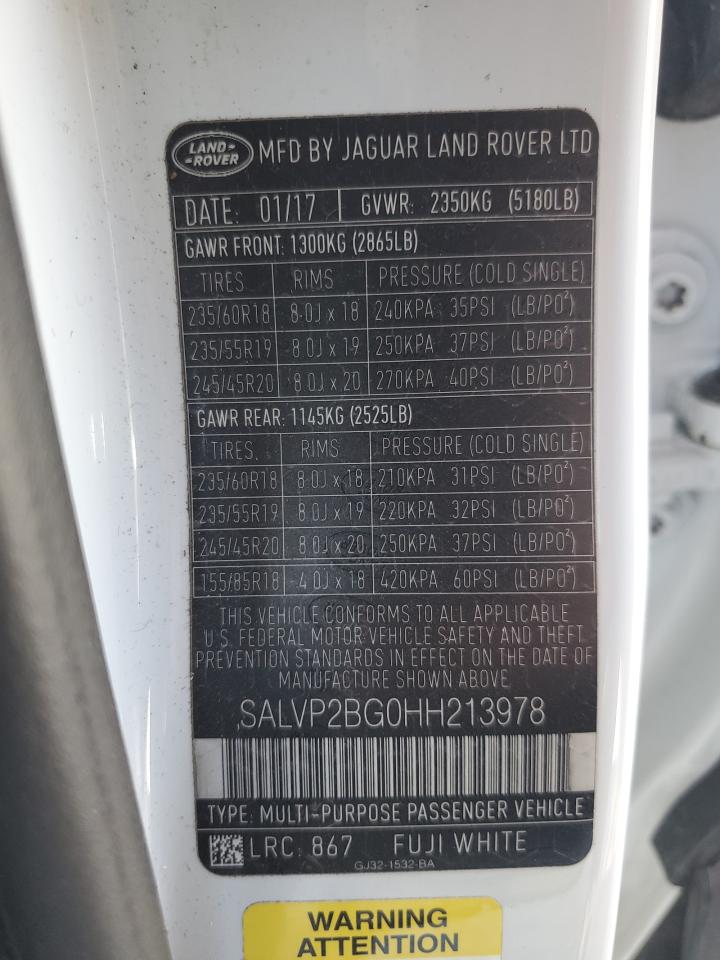 LAND-
-ROVER
MFD BY JAGUAR LAND ROVER LTD
DATE: 01/17 GVWR: 2350KG (5180LB)
GAWR FRONT: 1300KG (2865LB)
TIRES RIMS PRESSURE (COLD SINGLE)
235/60R18 8.0J x 18 240KPA 35PSI (LB/PO²)
235/55R19 8.0J x 19 250KPA 37PSI (LB/PO²)
245/45R20 8.0J x 20 270KPA 40PSI (LB/PO²)
GAWR REAR: 1145KG (2525LB)
TIRES RIMS PRESSURE (COLD SINGLE)
235/60R18 8.0J x 18 210KPA 31PSI (LB/PO²)
235/55R19 8.0J x 19 220KPA 32PSI (LB/PO²)
245/45R20 8.0J x 20 250KPA 37PSI (LB/PO²)
155/85R18 4.0J x 18 420KPA 60PSI (LB/PO²)
THIS VEHICLE CONFORMS TO ALL APPLICABLE
U.S. FEDERAL MOTOR VEHICLE SAFETY AND THEFT
PREVENTION STANDARDS IN EFFECT ON THE DATE OF
MANUFACTURE SHOWN ABOVE
SALVP2BG0HH213978
TYPE: MULTI-PURPOSE PASSENGER VEHICLE
LRC: 867 FUJI WHITE
GJ32-1532-BA
WARNING
ATTENTION